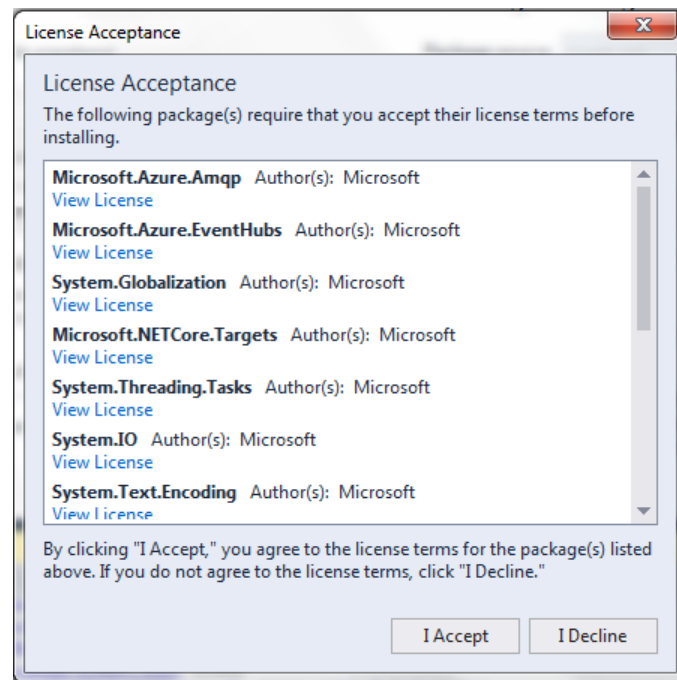 License Acceptance
License Acceptance
The following package(s) require that you accept their license terms before
installing.
Microsoft.Azure.Amqp Author(s): Microsoft
View License
Microsoft.Azure.EventHubs Author(s): Microsoft
View License
System.Globalization Author(s): Microsoft
View License
Microsoft.NETCore.Targets Author(s): Microsoft
View License
System.Threading.Tasks Author(s): Microsoft
View License
System.IO Author(s): Microsoft
View License
System.Text.Encoding Author(s): Microsoft
View License
By clicking "I Accept," you agree to the license terms for the package(s) listed
above. If you do not agree to the license terms, click "I Decline."
I Accept I Decline